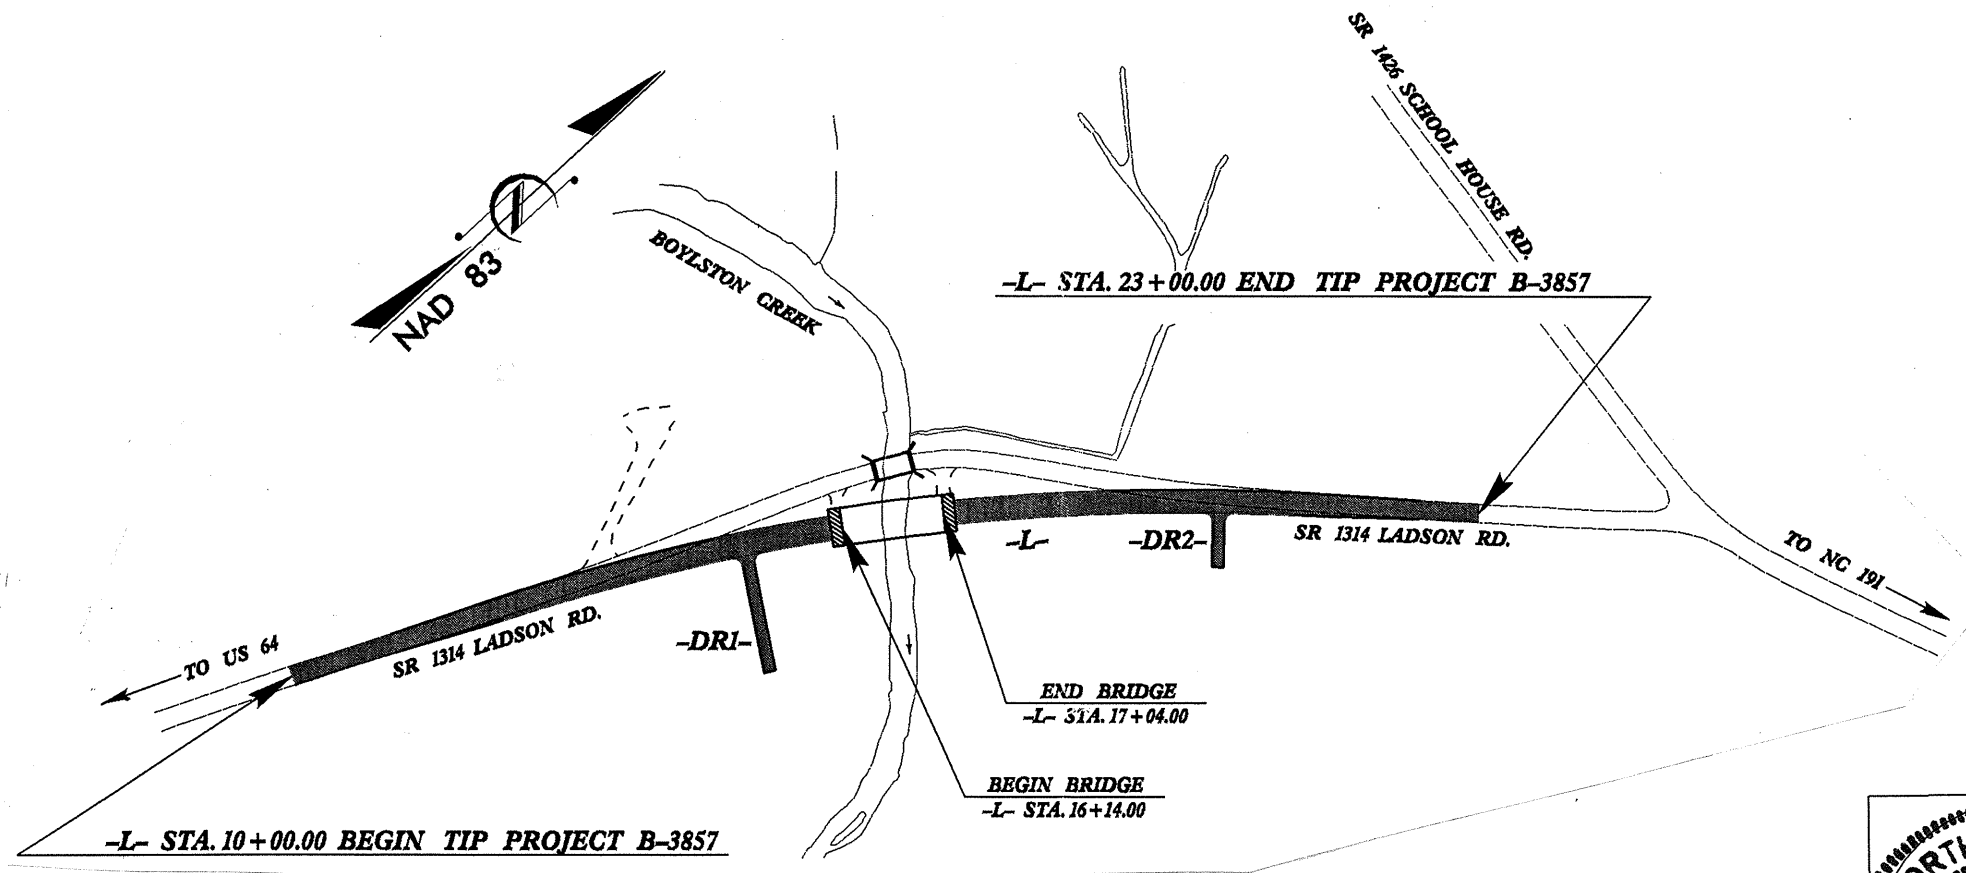 SR 1426 SCHOOL HOUSE RD.
NAD 83
BOYLSTON CREEK
-L- STA. 23+00.00 END TIP PROJECT B-3857
-L-
-DR2-
SR 1314 LADSON RD.
TO NC 191
TO US 64
SR 1314 LADSON RD.
-DR1-
END BRIDGE
-L- STA. 17+04.00
BEGIN BRIDGE
-L- STA. 16+14.00
-L- STA. 10+00.00 BEGIN TIP PROJECT B-3857